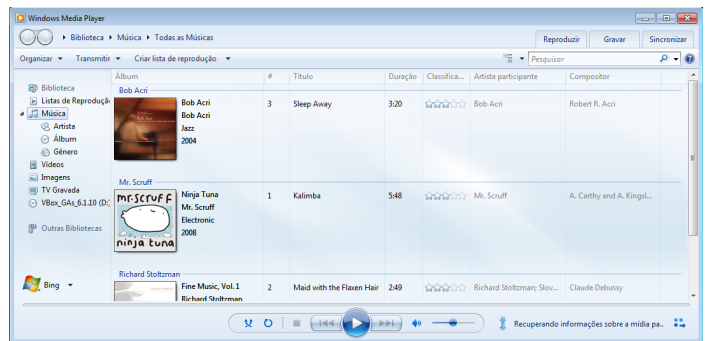 Windows Media Player
Biblioteca ▸ Música ▸ Todas as Músicas
Reproduzir Gravar Sincronizar
Organizar Transmitir Criar lista de reprodução Pesquisar
Álbum # Título Duração Classifica... Artista participante Compositor
Biblioteca
Listas de Reproduçã
Música
Artista
Álbum
Gênero
Vídeos
Imagens
TV Gravada
VBox_GAs_6.1.10 (D:)
Outras Bibliotecas
Bing
Bob Acri
Bob Acri 3 Sleep Away 3:20 Bob Acri Robert R. Acri
Bob Acri
Jazz
2004
Mr. Scruff
mr.scruff
ninja tuna
Ninja Tuna 1 Kalimba 5:48 Mr. Scruff A. Carthy and A. Kingsl...
Mr. Scruff
Electronic
2008
Richard Stoltzman
Fine Music, Vol. 1 2 Maid with the Flaxen Hair 2:49 Richard Stoltzman; Slov... Claude Debussy
Richard Stoltzman
Recuperando informações sobre a mídia pa..